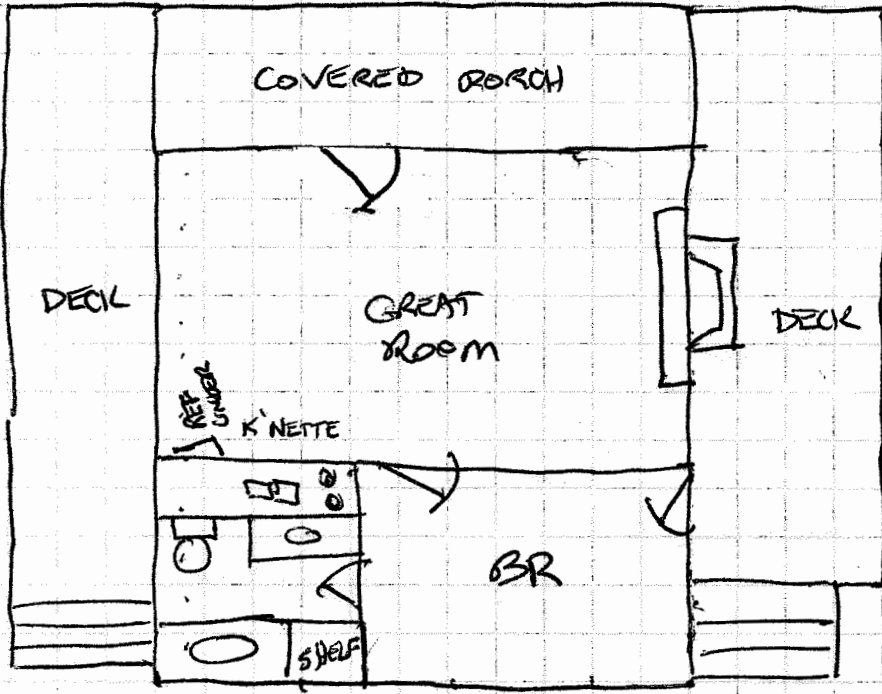 COVERED PORCH
DECK
GREAT
ROOM
DECK
REF
UNDER
K'NETTE
BR
SHELF